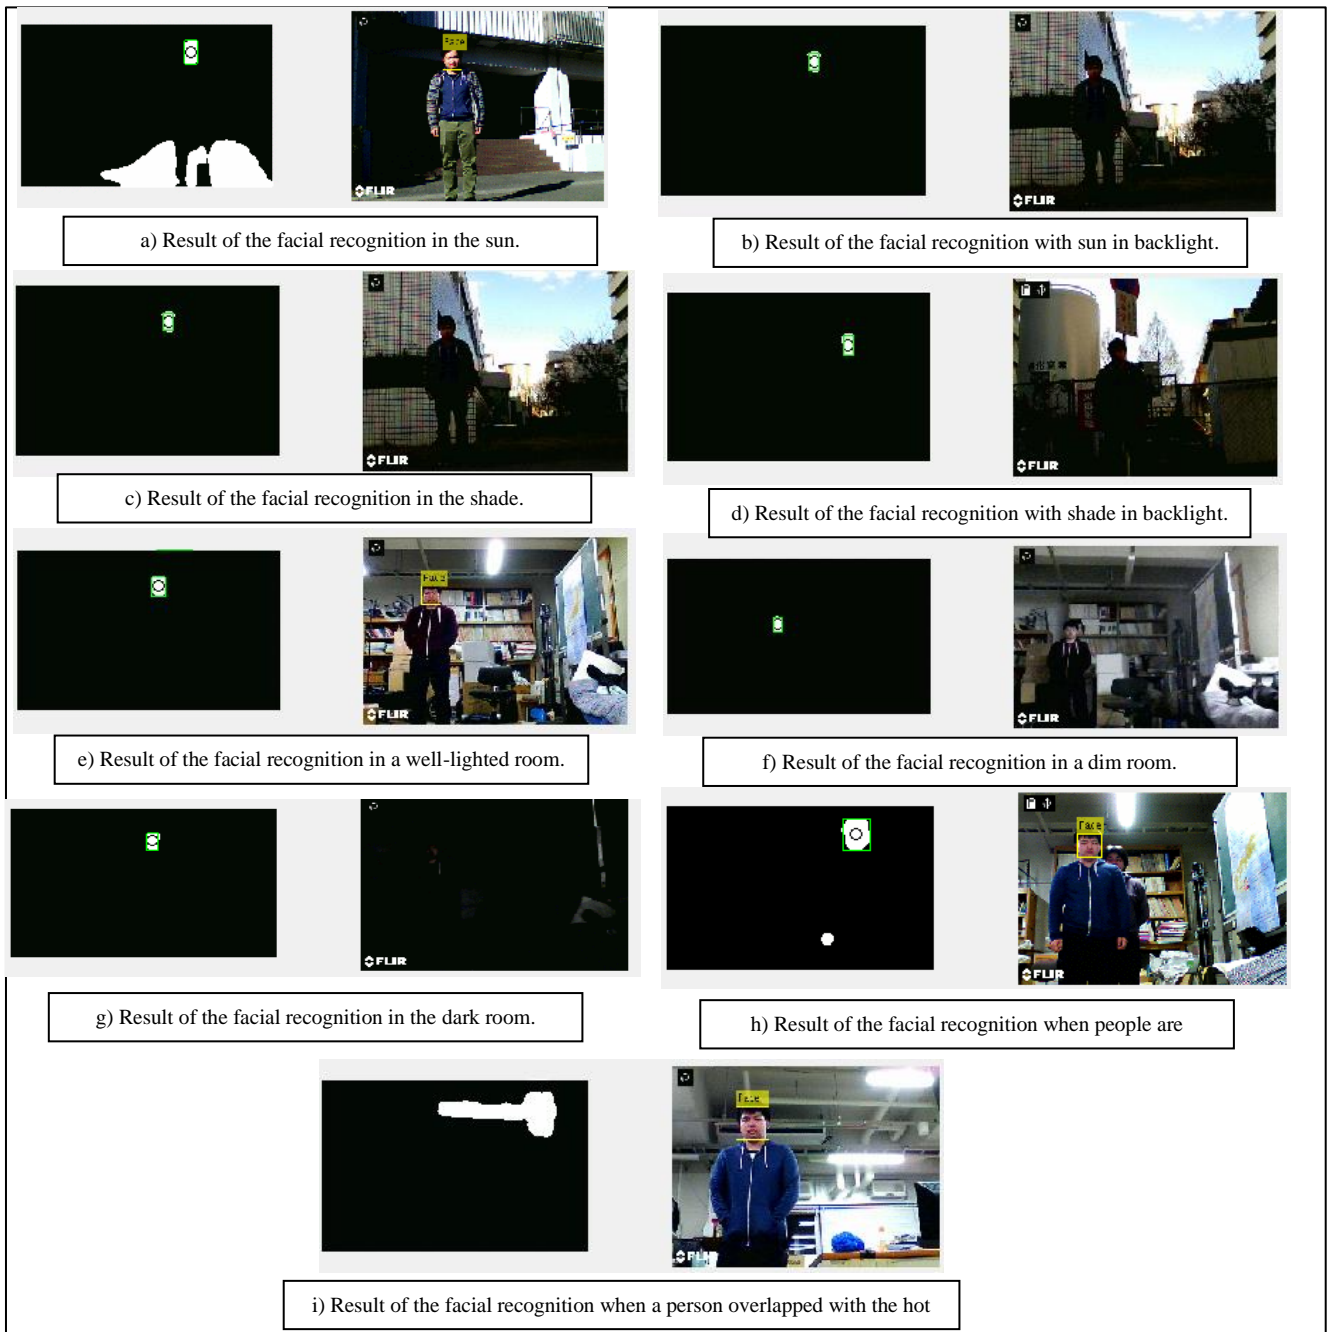 Face
FLIR
FLIR
a) Result of the facial recognition in the sun.
b) Result of the facial recognition with sun in backlight.
FLIR
FLIR
c) Result of the facial recognition in the shade.
d) Result of the facial recognition with shade in backlight.
Face
FLIR
FLIR
e) Result of the facial recognition in a well-lighted room.
f) Result of the facial recognition in a dim room.
Face
FLIR
FLIR
g) Result of the facial recognition in the dark room.
h) Result of the facial recognition when people are
Face
FLIR
i) Result of the facial recognition when a person overlapped with the hot